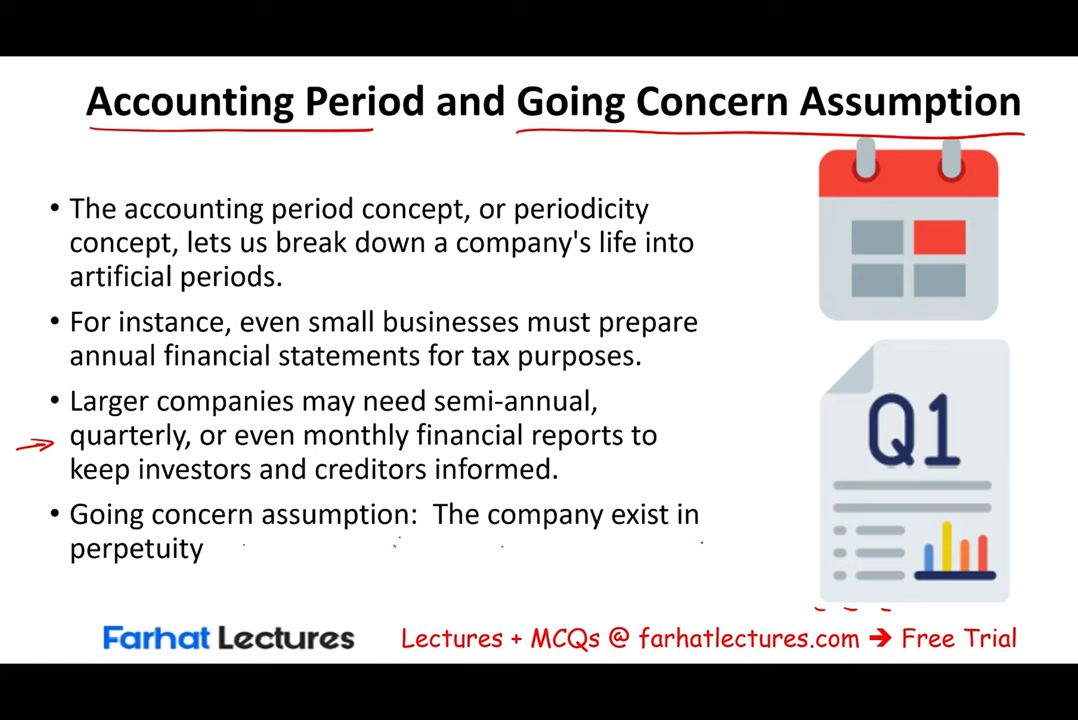 Accounting Period and Going Concern Assumption
• The accounting period concept, or periodicity
concept, lets us break down a company's life into
artificial periods.
• For instance, even small businesses must prepare
annual financial statements for tax purposes.
• Larger companies may need semi-annual,
quarterly, or even monthly financial reports to
keep investors and creditors informed.
• Going concern assumption:  The company exist in
perpetuity
Q1
Farhat Lectures
Lectures + MCQs @ farhatlectures.com ➔ Free Trial